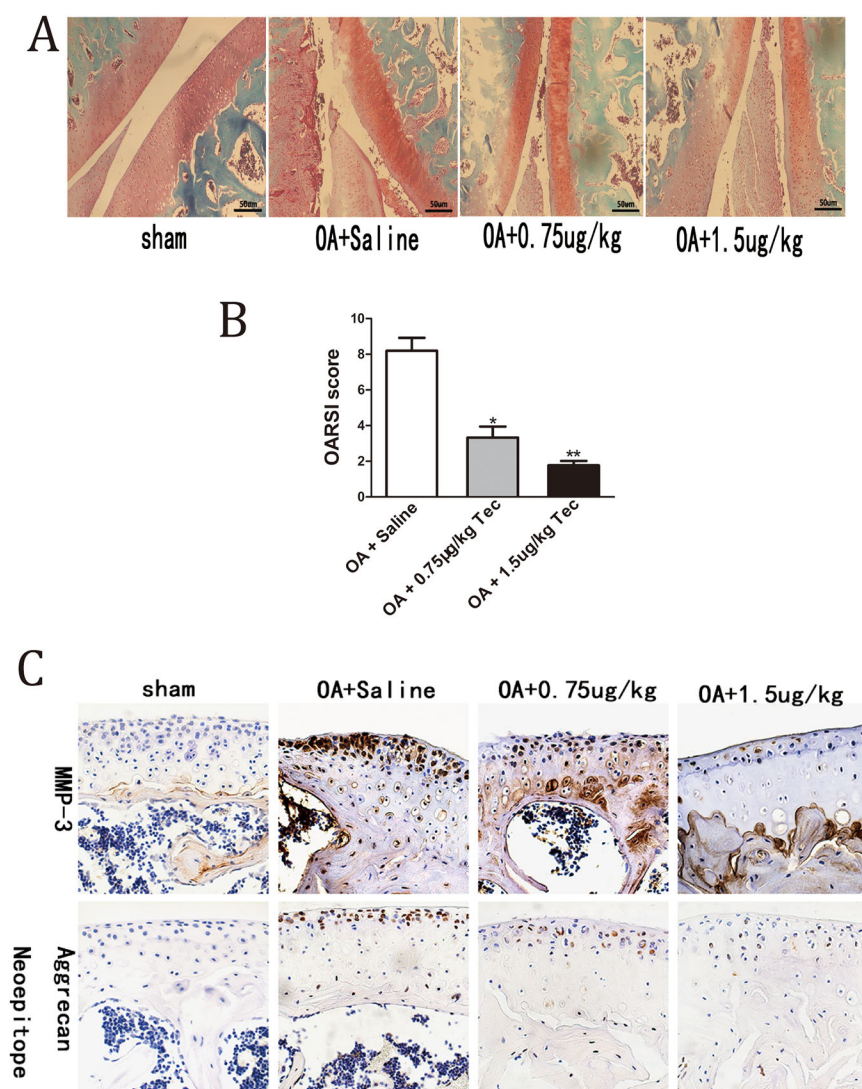 A
50um 50um 50um 50um
sham OA+Saline OA+0.75ug/kg OA+1.5ug/kg
B
10
8
6
4
2
0
OARSI score
*
**
OA + Saline
OA + 0.75μg/kg Tec
OA + 1.5ug/kg Tec
C
sham OA+Saline OA+0.75ug/kg OA+1.5ug/kg
MMP-3
Aggrecan
Neoepitope